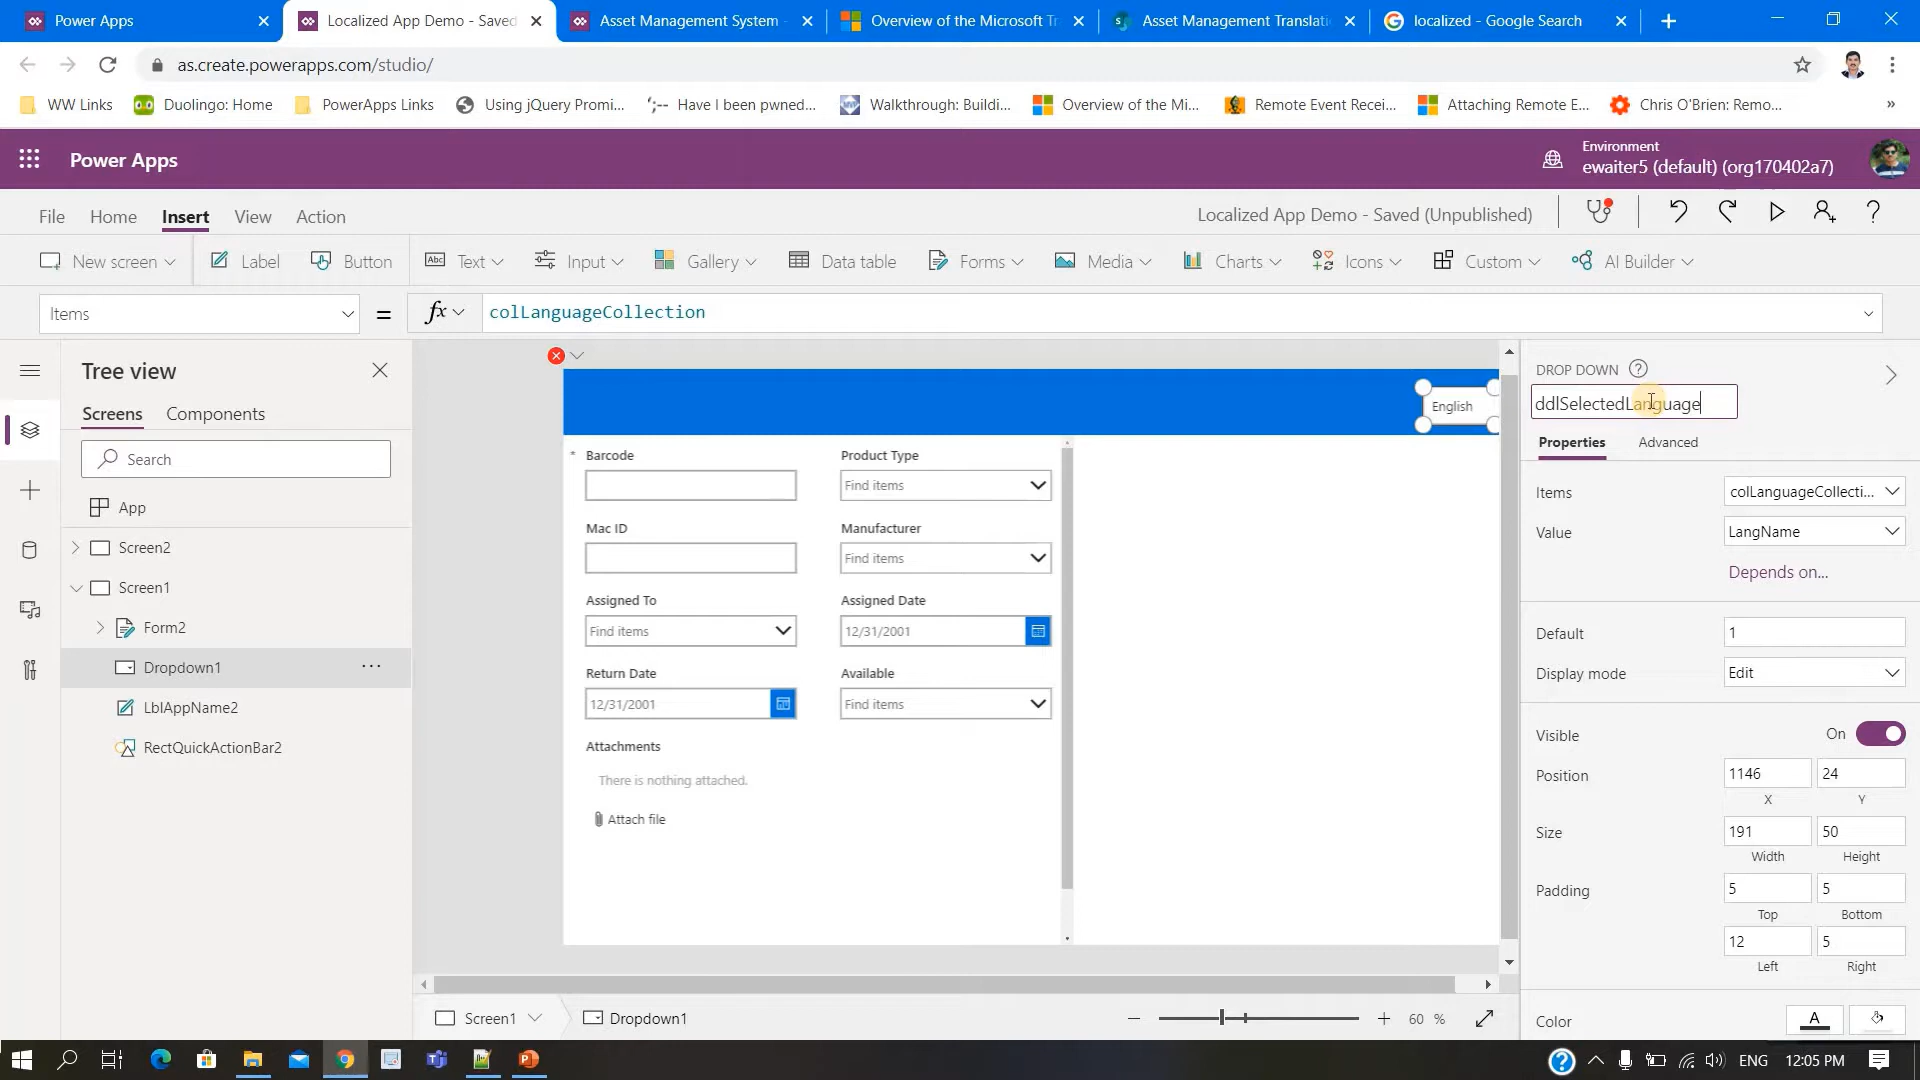 Power Apps
Localized App Demo - Saved
Asset Management System -
Overview of the Microsoft Tr
Asset Management Translati
localized - Google Search
as.create.powerapps.com/studio/
WW Links
Duolingo: Home
PowerApps Links
Using jQuery Promi...
Have I been pwned...
Walkthrough: Buildi...
Overview of the Mi...
Remote Event Recei...
Attaching Remote E...
Chris O'Brien: Remo...
»
Power Apps
Environment
ewaiter5 (default) (org170402a7)
File
Home
Insert
View
Action
Localized App Demo - Saved (Unpublished)
New screen
Label
Button
Text
Input
Gallery
Data table
Forms
Media
Charts
Icons
Custom
AI Builder
Items
=
fx
colLanguageCollection
Tree view
Screens
Components
Search
App
Screen2
Screen1
Form2
Dropdown1
LblAppName2
RectQuickActionBar2
English
* Barcode
Product Type
Find items
Mac ID
Manufacturer
Find items
Assigned To
Assigned Date
Find items
12/31/2001
Return Date
Available
12/31/2001
Find items
Attachments
There is nothing attached.
Attach file
DROP DOWN
ddlSelectedLanguage
Properties
Advanced
Items
colLanguageCollecti...
Value
LangName
Depends on...
Default
1
Display mode
Edit
Visible
On
Position
1146
24
X
Y
Size
191
50
Width
Height
Padding
5
5
Top
Bottom
12
5
Left
Right
Color
A
Screen1
Dropdown1
60 %
ENG
12:05 PM